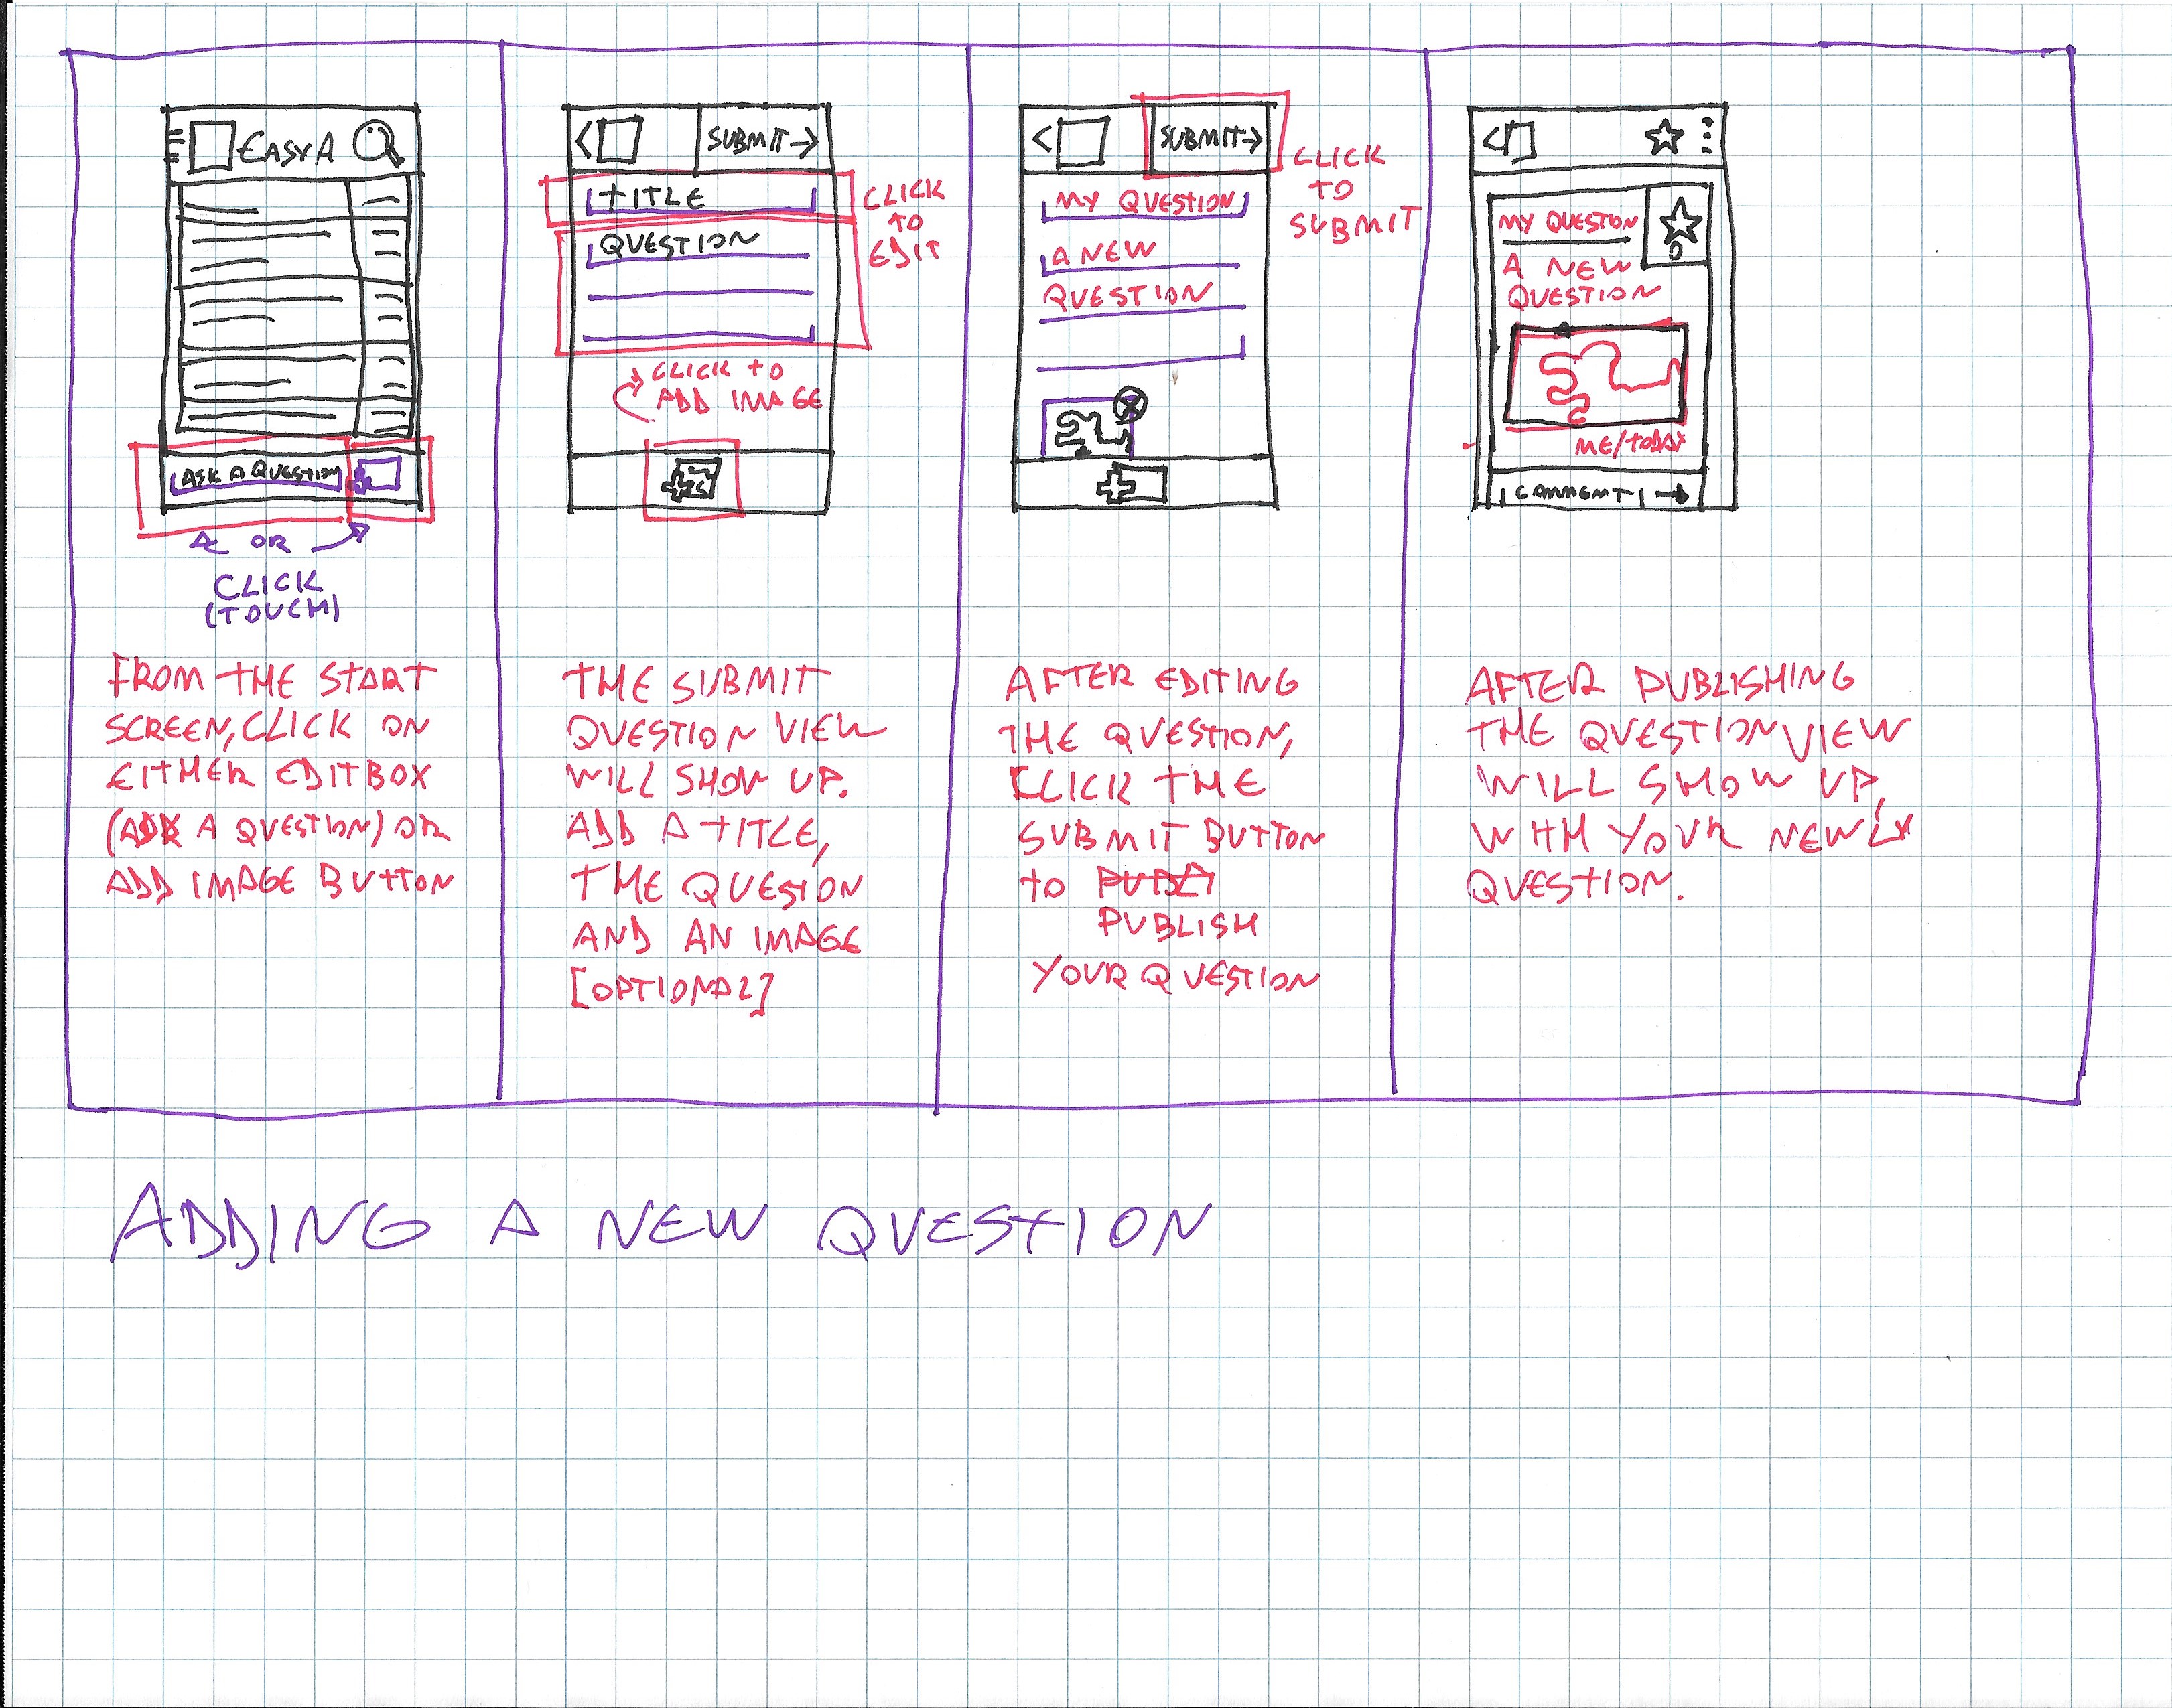 EASYA
ASK A QUESTION
OR
CLICK
(TOUCH)
FROM THE START
SCREEN, CLICK ON
EITHER EDITBOX
(ASK A QUESTION) OR
ADD IMAGE BUTTON
SUBMIT→
TITLE
QUESTION
CLICK
TO
EDIT
CLICK TO
ADD IMAGE
THE SUBMIT
QUESTION VIEW
WILL SHOW UP.
ADD A TITLE,
THE QUESION
AND AN IMAGE
[OPTIONAL]
SUBMIT→
CLICK
TO
SUBMIT
MY QUESTION
A NEW
QUESTION
AFTER EDITING
THE QUESTION,
CLICK THE
SUBMIT BUTTON
TO
PUBLISH
YOUR QUESTION
MY QUESTION
0
A NEW
QUESTION
ME/TODAY
COMMENT
AFTER PUBLISHING
THE QUESTION VIEW
WILL SHOW UP,
WITH YOUR NEWLY
QUESTION.
ADDING A NEW QUESTION